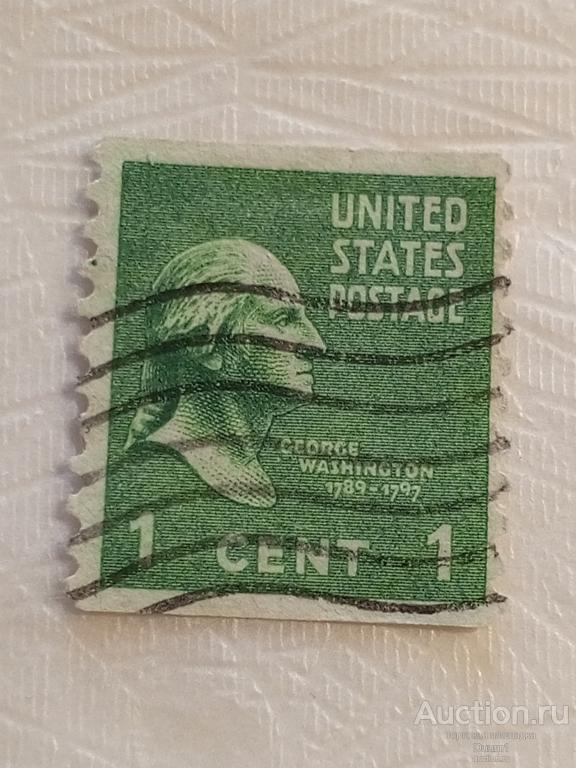 UNITED
STATES
POSTAGE
GEORGE
WASHINGTON
1789-1797
1 CENT 1
Auction.ru